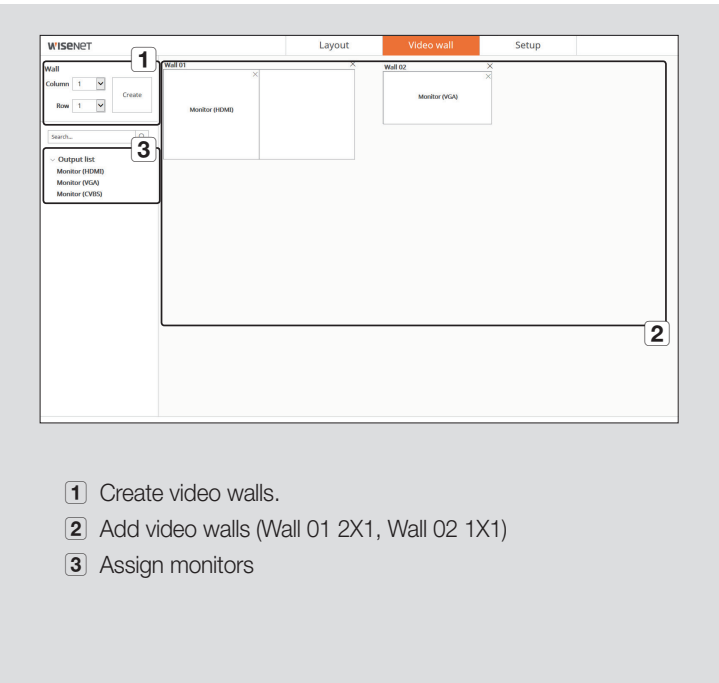 WISENET
Layout
Video wall
Setup
1
Wall
Column 1
Row 1
Create
Search...
3
Output list
Monitor (HDMI)
Monitor (VGA)
Monitor (CVBS)
Wall 01
Monitor (HDMI)
Wall 02
Monitor (VGA)
2
1 Create video walls.
2 Add video walls (Wall 01 2X1, Wall 02 1X1)
3 Assign monitors